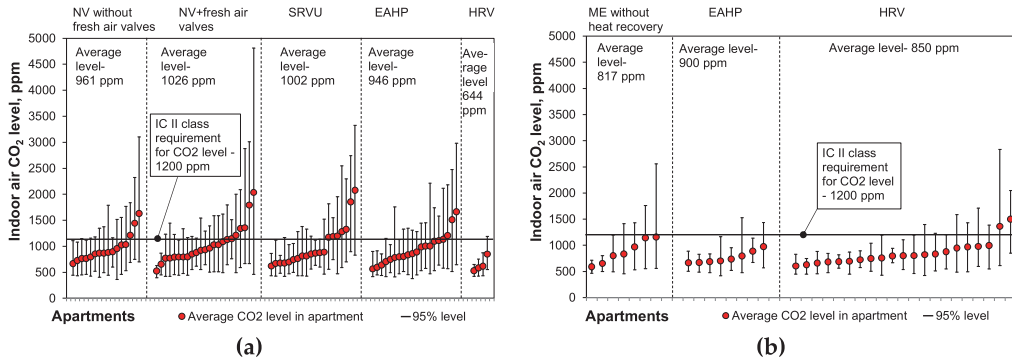 NV without
fresh air valves
NV+fresh air
valves
SRVU
EAHP
HRV
Indoor air CO2 level, ppm
5000
4500
4000
3500
3000
2500
2000
1500
1000
500
0
Average
level-
961 ppm
Average
level-
1026 ppm
Average
level-
1002 ppm
Average
level-
946 ppm
Ave-
rage
level
644
ppm
IC II class
requirement
for CO2 level -
1200 ppm
Apartments
Average CO2 level in apartment
95% level
(a)
ME without
heat recovery
EAHP
HRV
Indoor air CO2 level, ppm
5000
4500
4000
3500
3000
2500
2000
1500
1000
500
0
Average
level-
817 ppm
Average level-
900 ppm
Average level- 850 ppm
IC II class
requirement
for CO2 level
- 1200 ppm
Apartments
Average CO2 level in apartment
95% level
(b)